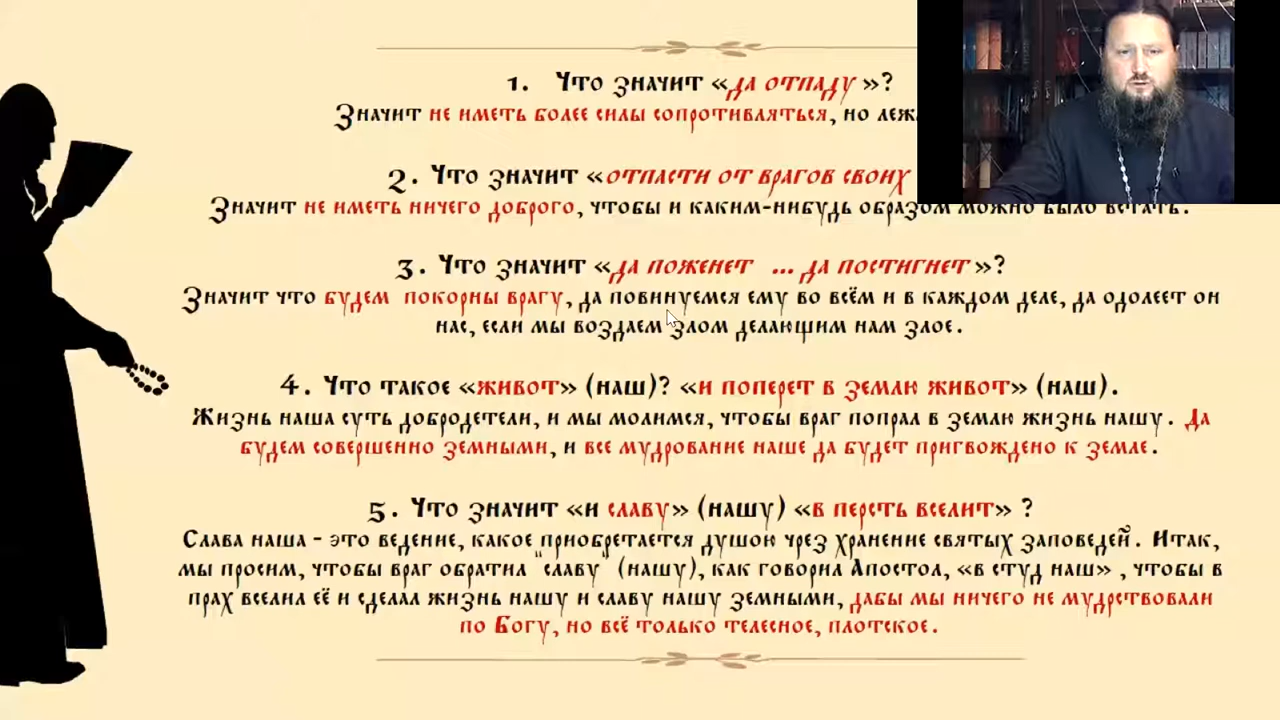 1. Что значит «да отпаду »?
Значит не иметь более силы сопротивляться, но
2. Что значит «отпасти от врагов своих
Значит не иметь ничего доброго, чтобы и каким-нибудь образом можно было встать.
3. Что значит «да поженет ... да постигнет »?
Значит что будем покорны врагу, да повинуемся ему во всём и в каждом деле, да одолеет он
нас, если мы воздаем злом делающим нам злое.
4. Что такое «живот» (наш)? «и поперет в землю живот» (наш).
Жизнь наша суть добродетели, и мы молимся, чтобы враг попрал в землю жизнь нашу. Да
будем совершенно земными, и все мудрование наше да будет пригвождено к земле.
5. Что значит «и славу» (нашу) «в персть вселит» ?
Слава наша - это ведение, какое приобретается душою чрез хранение святых заповедей. Итак,
мы просим, чтобы враг обратил "славу" (нашу), как говорил Апостол, «в студ наш» , чтобы в
прах вселил её и сделал жизнь нашу и славу нашу земными, дабы мы ничего не мудрствовали
по Богу, но всё только телесное, плотское.